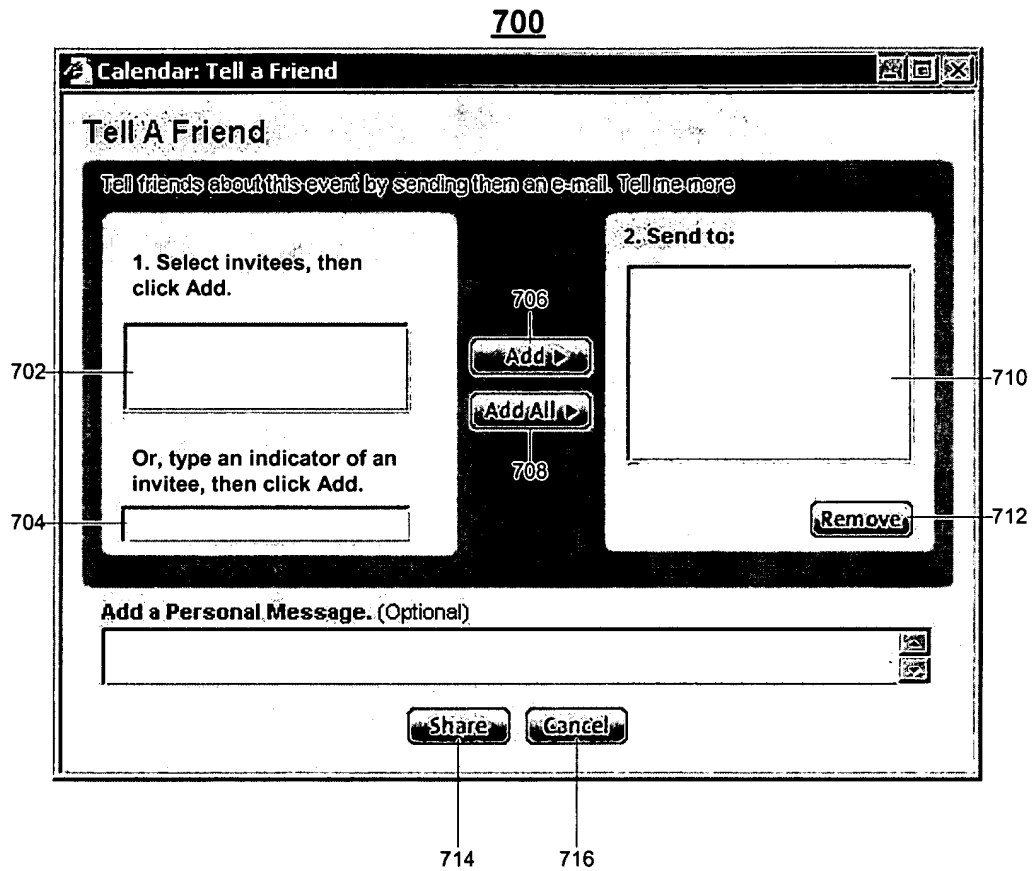 700
Calendar: Tell a Friend
Tell A Friend
Tell friends about this event by sending them an e-mail. Tell me more
1. Select invitees, then
click Add.
702
Or, type an indicator of an
invitee, then click Add.
704
706
Add
Add All
708
2. Send to:
710
Remove
712
Add a Personal Message. (Optional)
Share
Cancel
714
716